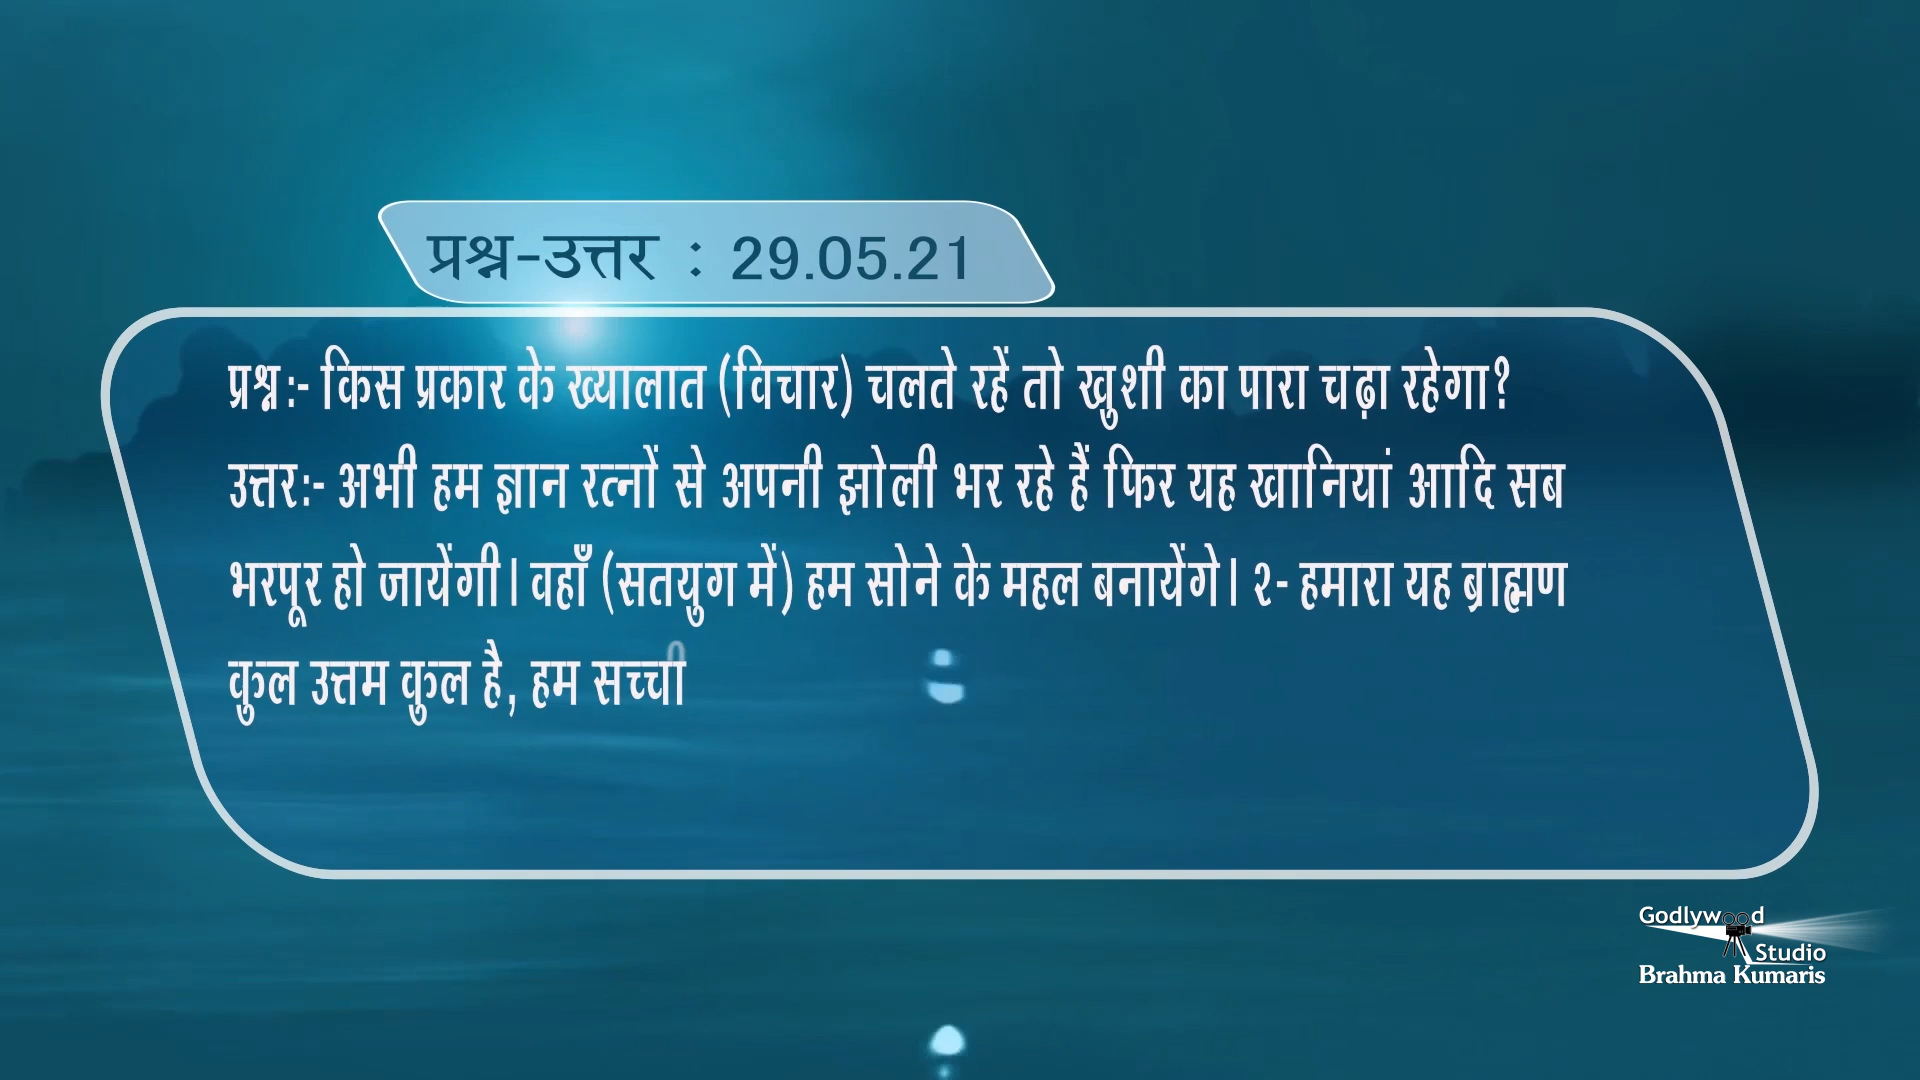 प्रश्न-उत्तर : 29.05.21
प्रश्न:- किस प्रकार के ख्यालात (विचार) चलते रहें तो खुशी का पारा चढ़ा रहेगा?
उत्तर:- अभी हम ज्ञान रत्नों से अपनी झोली भर रहे हैं फिर यह खानियां आदि सब
भरपूर हो जायेंगी। वहाँ (सतयुग में) हम सोने के महल बनायेंगे। २- हमारा यह ब्राह्मण
कुल उत्तम कुल है, हम सच्ची
Godlywood
Studio
Brahma Kumaris